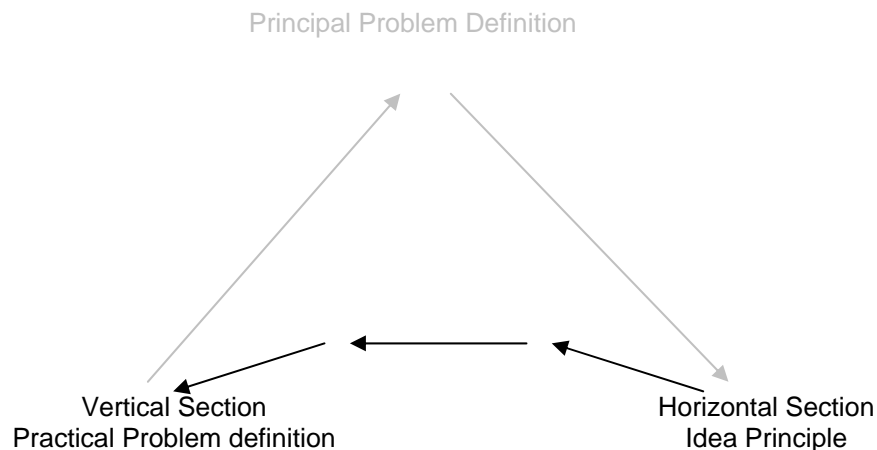 Principal Problem Definition
Vertical Section
Practical Problem definition
Horizontal Section
Idea Principle